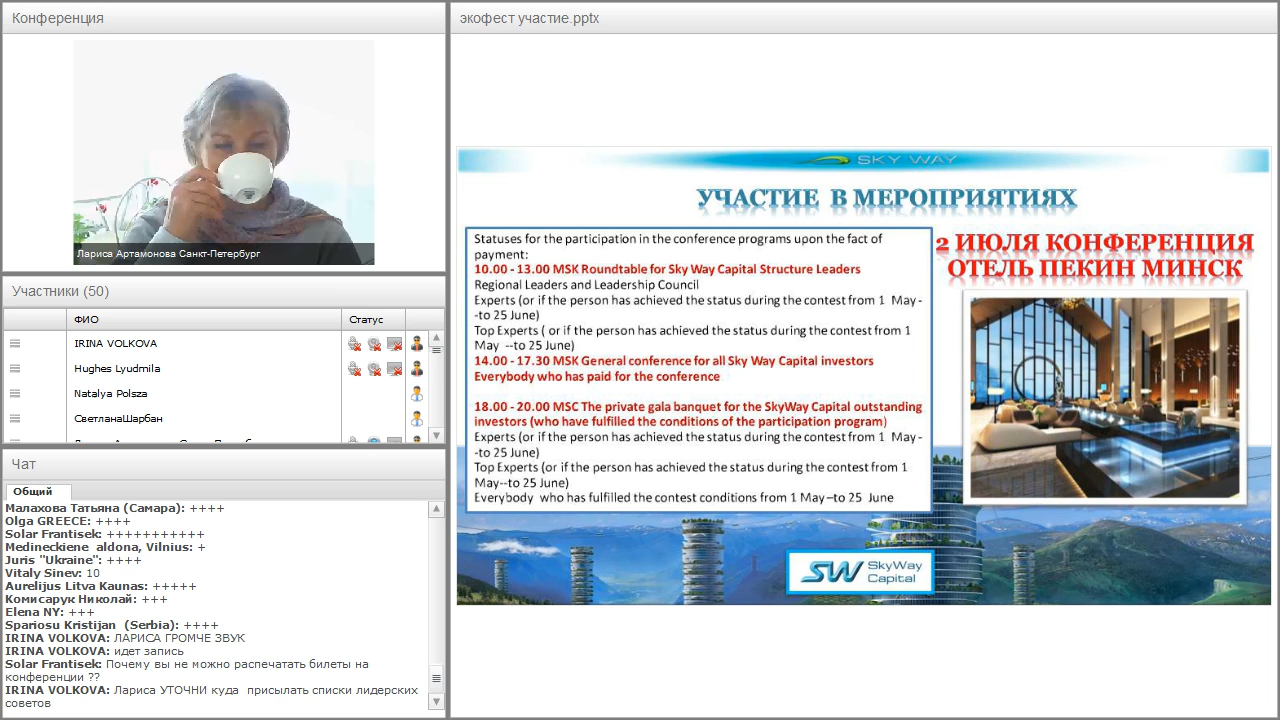 Конференция
Лариса Артамонова Санкт-Петербург
Участники (50)
ФИО Статус
IRINA VOLKOVA
Hughes Lyudmila
Natalya Polsza
СветланаШарбан
Чат
Общий
Малахова Татьяна (Самара): ++++
Olga GREECE: ++++
Solar Frantisek: +++++++++++
Medineckiene aldona, Vilnius: +
Juris "Ukraine": ++++
Vitaly Sinev: 10
Aurelijus Litva Kaunas: +++++
Комисарук Николай: +++
Elena NY: +++
Spariosu Kristijan (Serbia): ++++
IRINA VOLKOVA: ЛАРИСА ГРОМЧЕ ЗВУК
IRINA VOLKOVA: идет запись
Solar Frantisek: Почему вы не можно распечатать билеты на
конференции ??
IRINA VOLKOVA: Лариса УТОЧНИ куда присылать списки лидерских
советов
экофест участие.pptx
SKY WAY
УЧАСТИЕ В МЕРОПРИЯТИЯХ
Statuses for the participation in the conference programs upon the fact of
payment:
10.00 - 13.00 MSK Roundtable for Sky Way Capital Structure Leaders
Regional Leaders and Leadership Council
Experts (or if the person has achieved the status during the contest from 1 May -
-to 25 June)
Top Experts ( or if the person has achieved the status during the contest from 1
May --to 25 June)
14.00 - 17.30 MSK General conference for all Sky Way Capital investors
Everybody who has paid for the conference
18.00 - 20.00 MSC The private gala banquet for the SkyWay Capital outstanding
investors (who have fulfilled the conditions of the participation program)
Experts (or if the person has achieved the status during the contest from 1 May -
-to 25 June)
Top Experts (or if the person has achieved the status during the contest from 1
May--to 25 June)
Everybody who has fulfilled the contest conditions from 1 May –to 25 June
2 ИЮЛЯ КОНФЕРЕНЦИЯ
ОТЕЛЬ ПЕКИН МИНСК
SW SkyWay
Capital